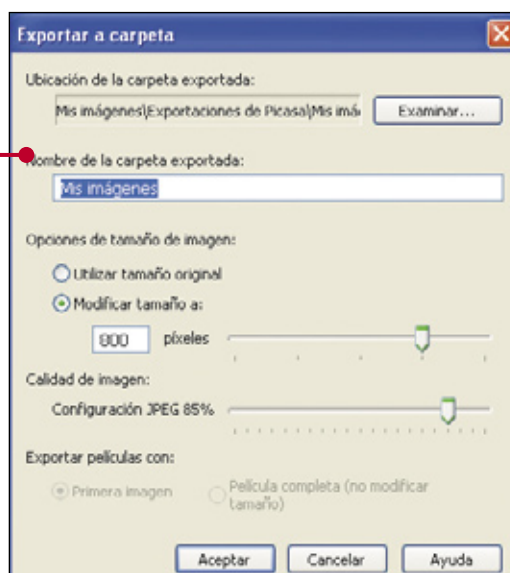 Exportar a carpeta
Ubicación de la carpeta exportada:
Mis imágenes\Exportaciones de Picasa\Mis imá
Examinar...
Nombre de la carpeta exportada:
Mis imágenes
Opciones de tamaño de imagen:
Utilizar tamaño original
Modificar tamaño a:
800 píxeles
Calidad de imagen:
Configuración JPEG 85%
Exportar películas con:
Primera imagen
Película completa (no modificar
tamaño)
Aceptar Cancelar Ayuda